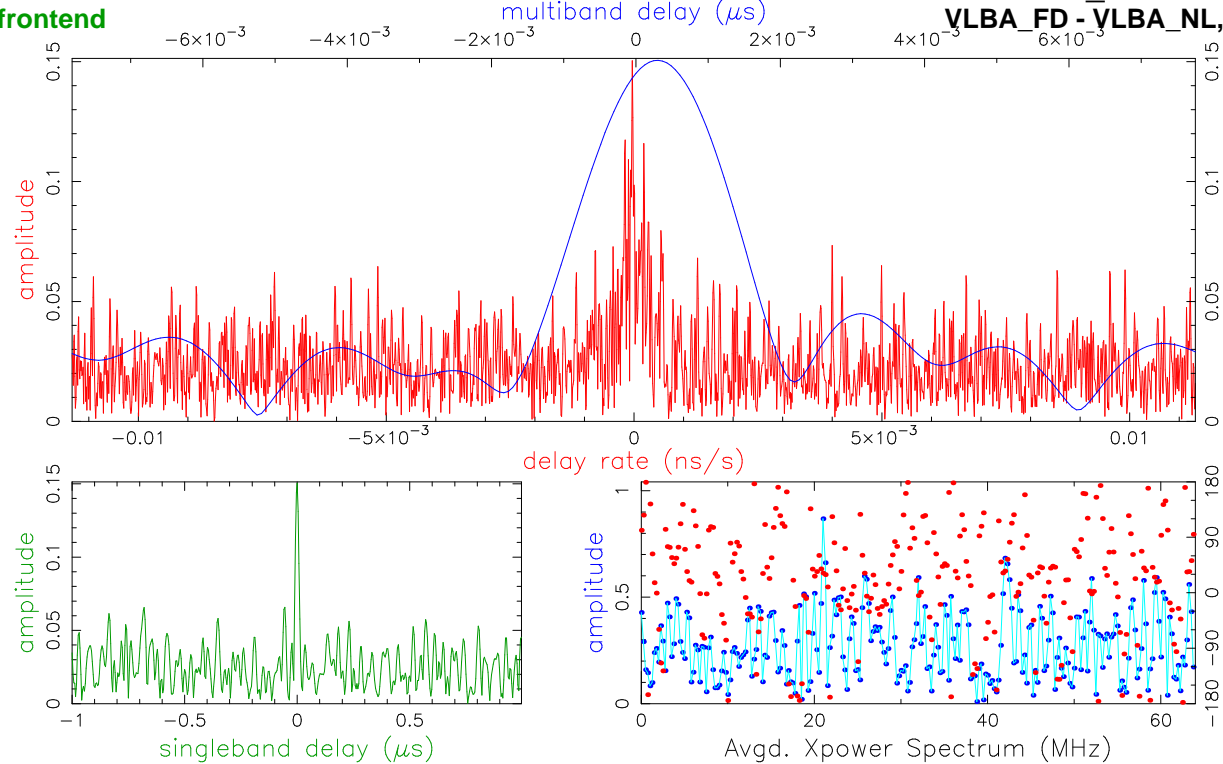 frontend
multiband delay (μs)
VLBA_FD - VLBA_NL,
−6×10⁻³ −4×10⁻³ −2×10⁻³ 0 2×10⁻³ 4×10⁻³ 6×10⁻³
amplitude
0 0.05 0.1 0.15
0 0.05 0.1 0.15
−0.01 −5×10⁻³ 0 5×10⁻³ 0.01
delay rate (ns/s)
amplitude
0 0.05 0.1 0.15
−1 −0.5 0 0.5
singleband delay (μs)
amplitude
0 0.5 1
−180 −90 0 90 180
0 20 40 60
Avgd. Xpower Spectrum (MHz)